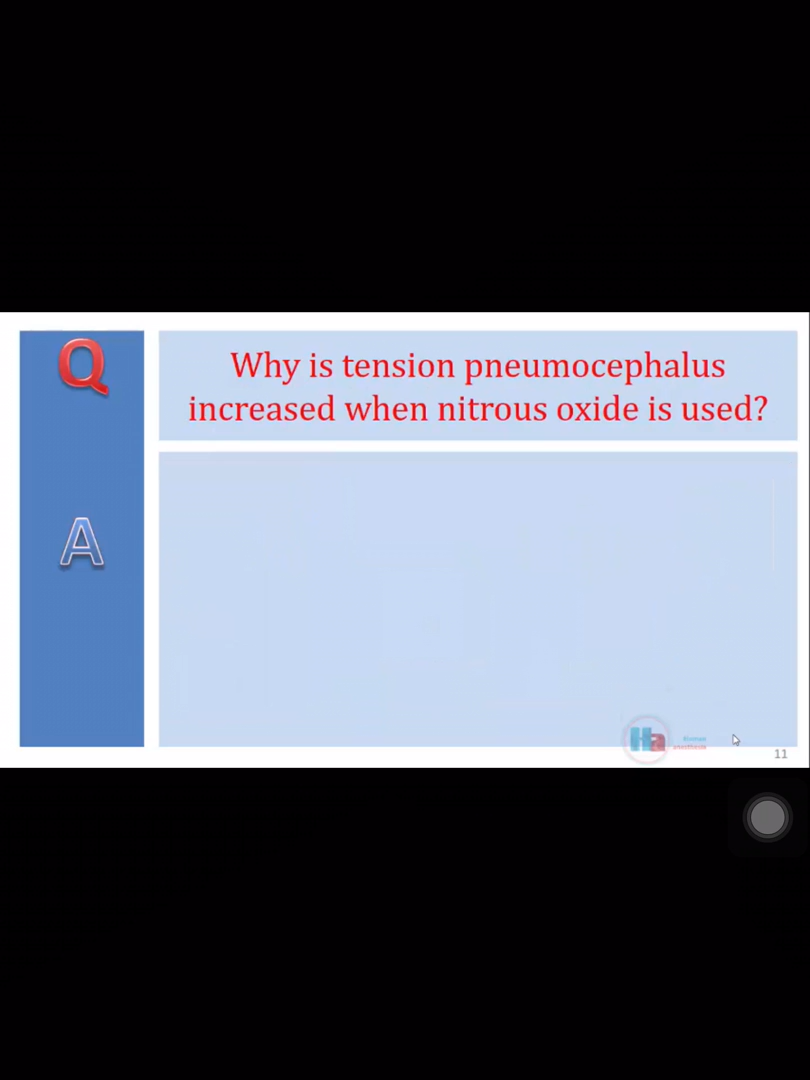 Q
Why is tension pneumocephalus
increased when nitrous oxide is used?
A
11